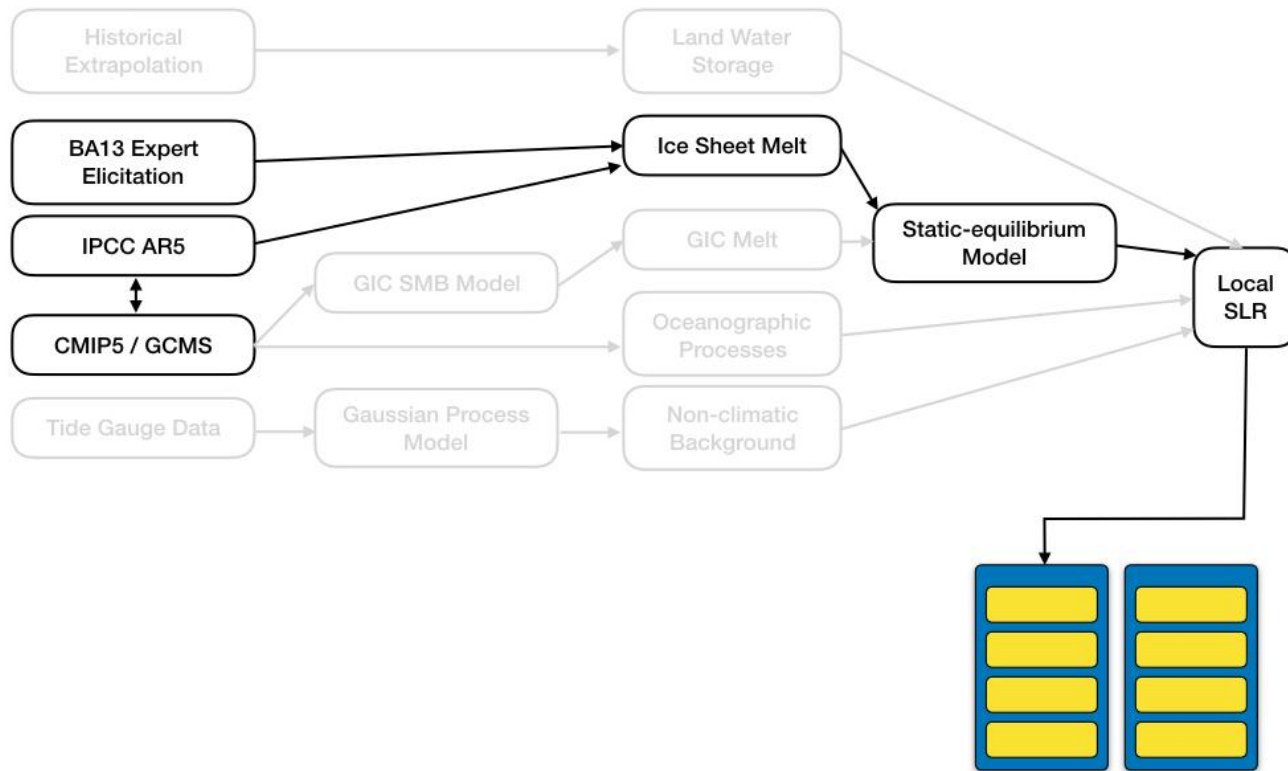 Historical
Extrapolation
Land Water
Storage
BA13 Expert
Elicitation
Ice Sheet Melt
IPCC AR5
GIC Melt
Static-equilibrium
Model
GIC SMB Model
Local
SLR
CMIP5 / GCMS
Oceanographic
Processes
Tide Gauge Data
Gaussian Process
Model
Non-climatic
Background